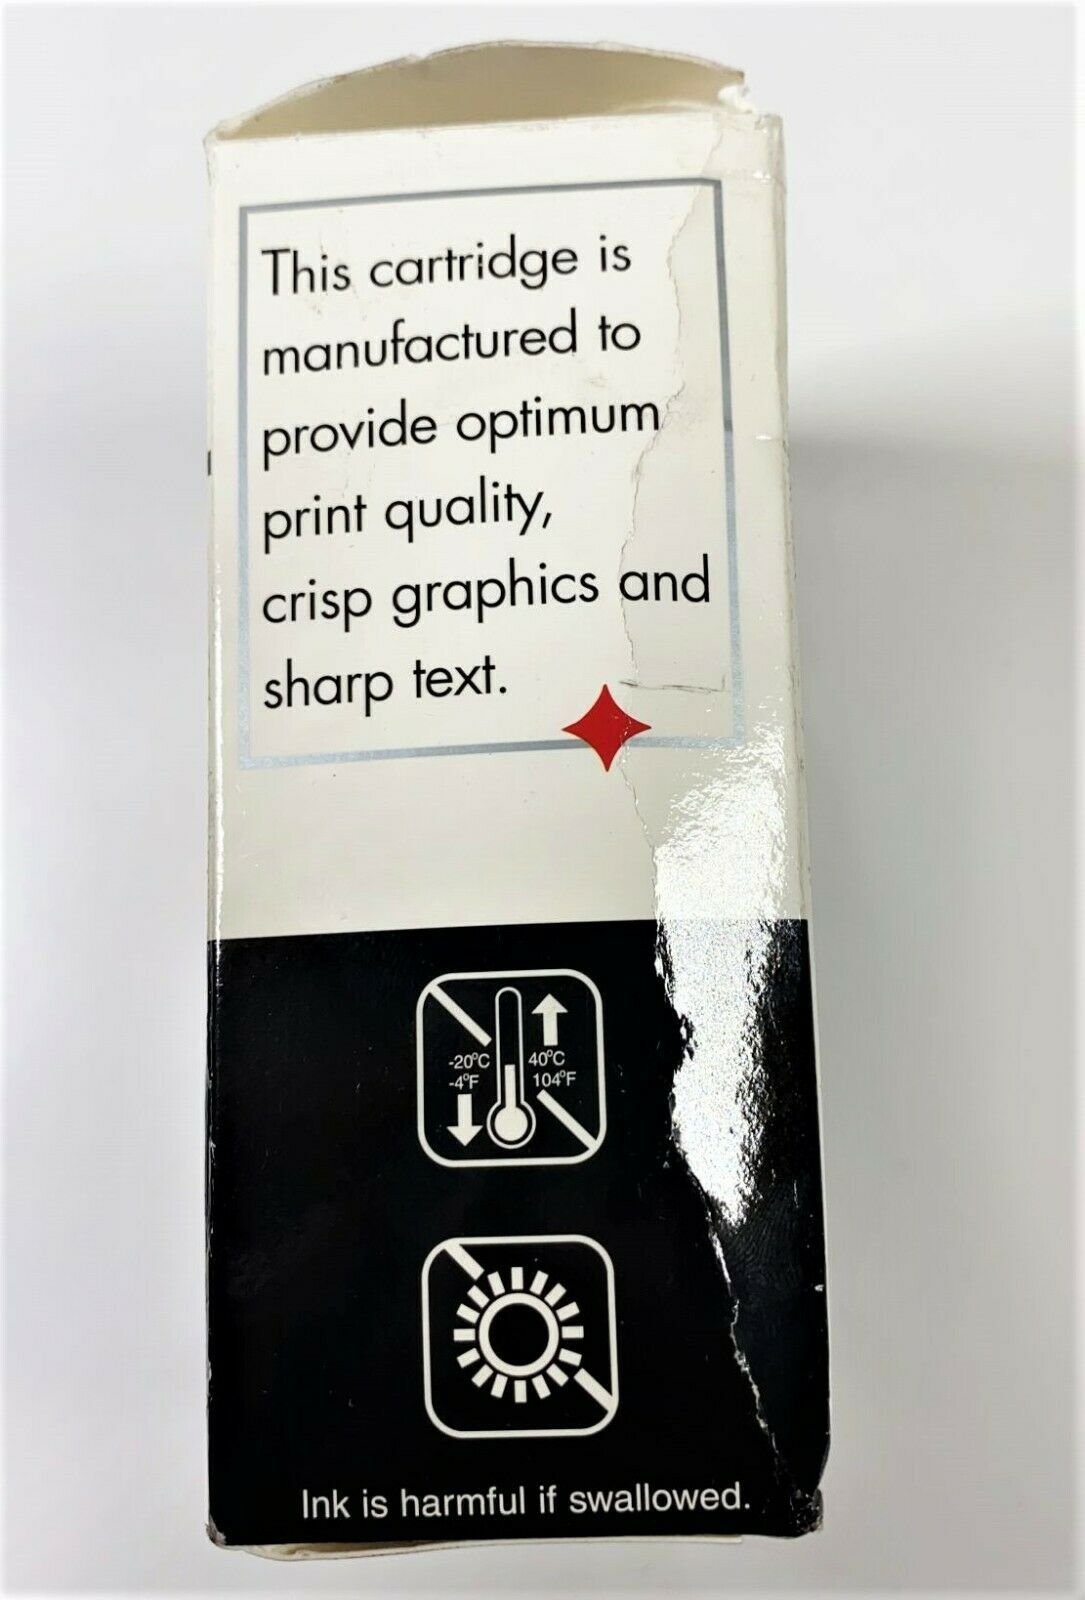 This cartridge is
manufactured to
provide optimum
print quality,
crisp graphics and
sharp text.
-20°C 40°C
-4°F 104°F
Ink is harmful if swallowed.